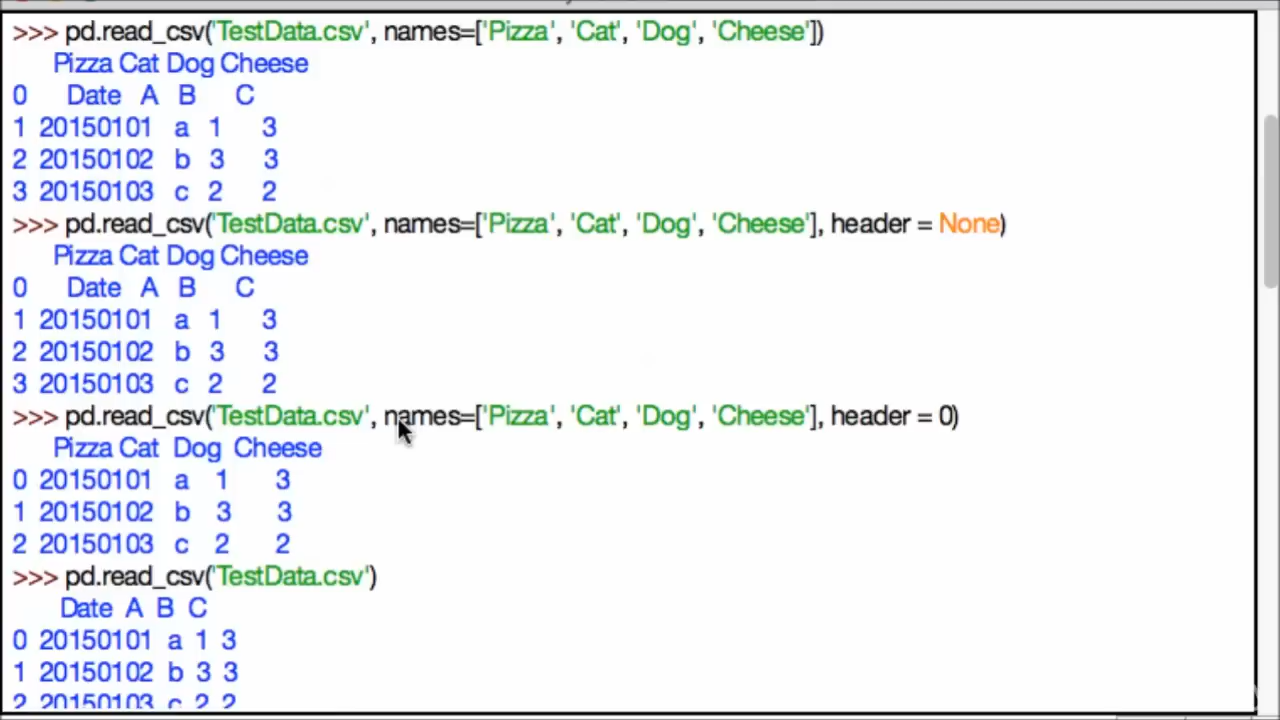 >>> pd.read_csv('TestData.csv', names=['Pizza', 'Cat', 'Dog', 'Cheese'])
Pizza Cat Dog Cheese
0 Date A B C
1 20150101 a 1 3
2 20150102 b 3 3
3 20150103 c 2 2
>>> pd.read_csv('TestData.csv', names=['Pizza', 'Cat', 'Dog', 'Cheese'], header = None)
Pizza Cat Dog Cheese
0 Date A B C
1 20150101 a 1 3
2 20150102 b 3 3
3 20150103 c 2 2
>>> pd.read_csv('TestData.csv', names=['Pizza', 'Cat', 'Dog', 'Cheese'], header = 0)
Pizza Cat Dog Cheese
0 20150101 a 1 3
1 20150102 b 3 3
2 20150103 c 2 2
>>> pd.read_csv('TestData.csv')
Date A B C
0 20150101 a 1 3
1 20150102 b 3 3
2 20150103 c 2 2